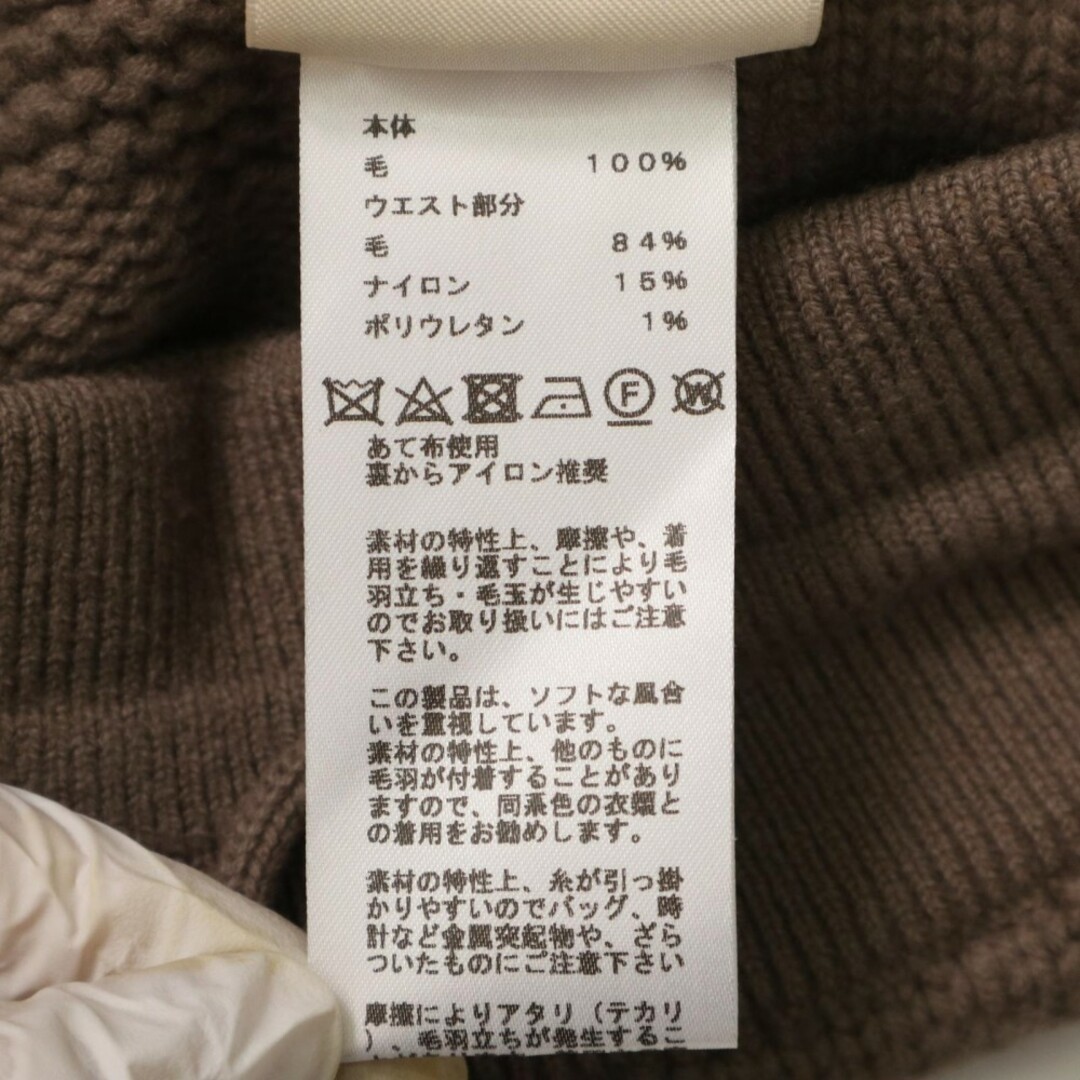 本体
毛 100%
ウエスト部分
毛 84%
ナイロン 15%
ポリウレタン 1%
F W
あて布使用
裏からアイロン推奨
素材の特性上、摩擦や、着
用を繰り返すことにより毛
羽立ち・毛玉が生じやすい
のでお取り扱いにはご注意
下さい。
この製品は、ソフトな風合
いを重視しています。
素材の特性上、他のものに
毛羽が付着することがあり
ますので、同系色の衣類と
の着用をお勧めします。
素材の特性上、糸が引っ掛
かりやすいのでバッグ、時
計など金属突起物や、ざら
ついたものにご注意下さい
摩擦によりアタリ（テカリ
）、毛羽立ちが発生するこ